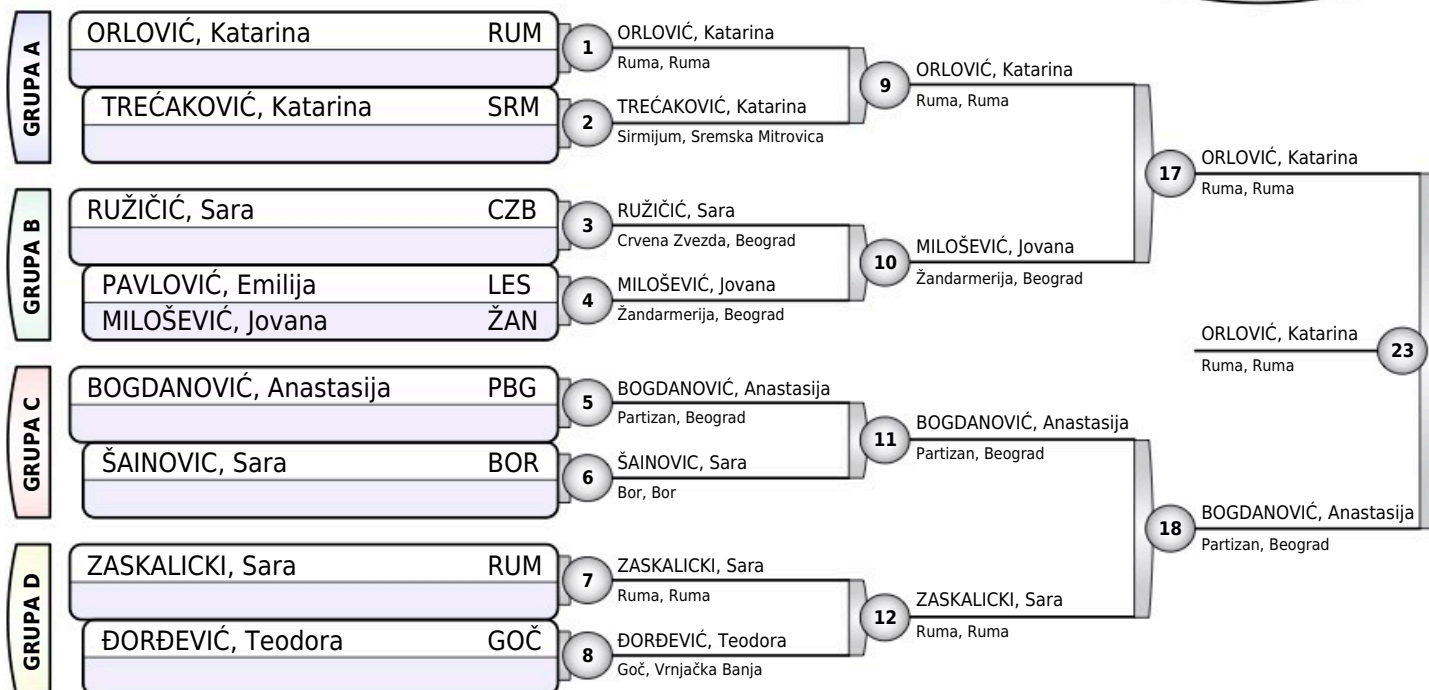 GRUPA A
ORLOVIĆ, Katarina RUM
TREĆAKOVIĆ, Katarina SRM
GRUPA B
RUŽIČIĆ, Sara CZB
PAVLOVIĆ, Emilija LES
MILOŠEVIĆ, Jovana ŽAN
GRUPA C
BOGDANOVIĆ, Anastasija PBG
ŠAINOVIC, Sara BOR
GRUPA D
ZASKALICKI, Sara RUM
ĐORĐEVIĆ, Teodora GOČ
1
ORLOVIĆ, Katarina
Ruma, Ruma
2
TREĆAKOVIĆ, Katarina
Sirmijum, Sremska Mitrovica
3
RUŽIČIĆ, Sara
Crvena Zvezda, Beograd
4
MILOŠEVIĆ, Jovana
Žandarmerija, Beograd
5
BOGDANOVIĆ, Anastasija
Partizan, Beograd
6
ŠAINOVIC, Sara
Bor, Bor
7
ZASKALICKI, Sara
Ruma, Ruma
8
ĐORĐEVIĆ, Teodora
Goč, Vrnjačka Banja
9
ORLOVIĆ, Katarina
Ruma, Ruma
10
MILOŠEVIĆ, Jovana
Žandarmerija, Beograd
11
BOGDANOVIĆ, Anastasija
Partizan, Beograd
12
ZASKALICKI, Sara
Ruma, Ruma
17
ORLOVIĆ, Katarina
Ruma, Ruma
18
BOGDANOVIĆ, Anastasija
Partizan, Beograd
ORLOVIĆ, Katarina
Ruma, Ruma
23